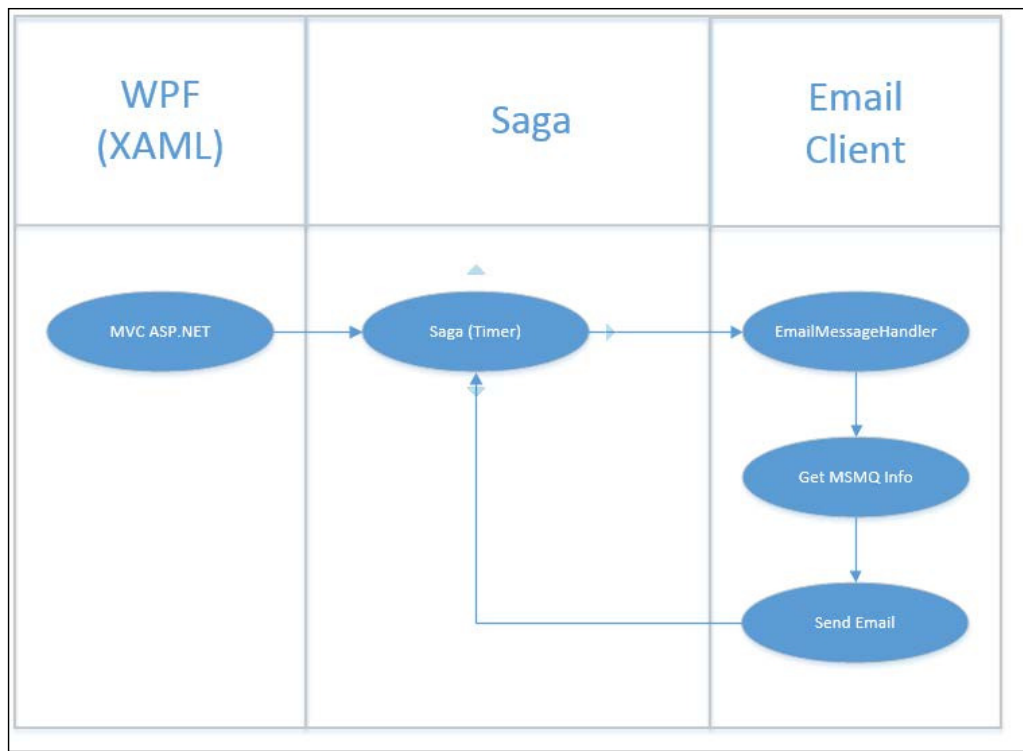 WPF
(XAML)
Saga
Email
Client
MVC ASP.NET
Saga (Timer)
EmailMessageHandler
Get MSMQ Info
Send Email